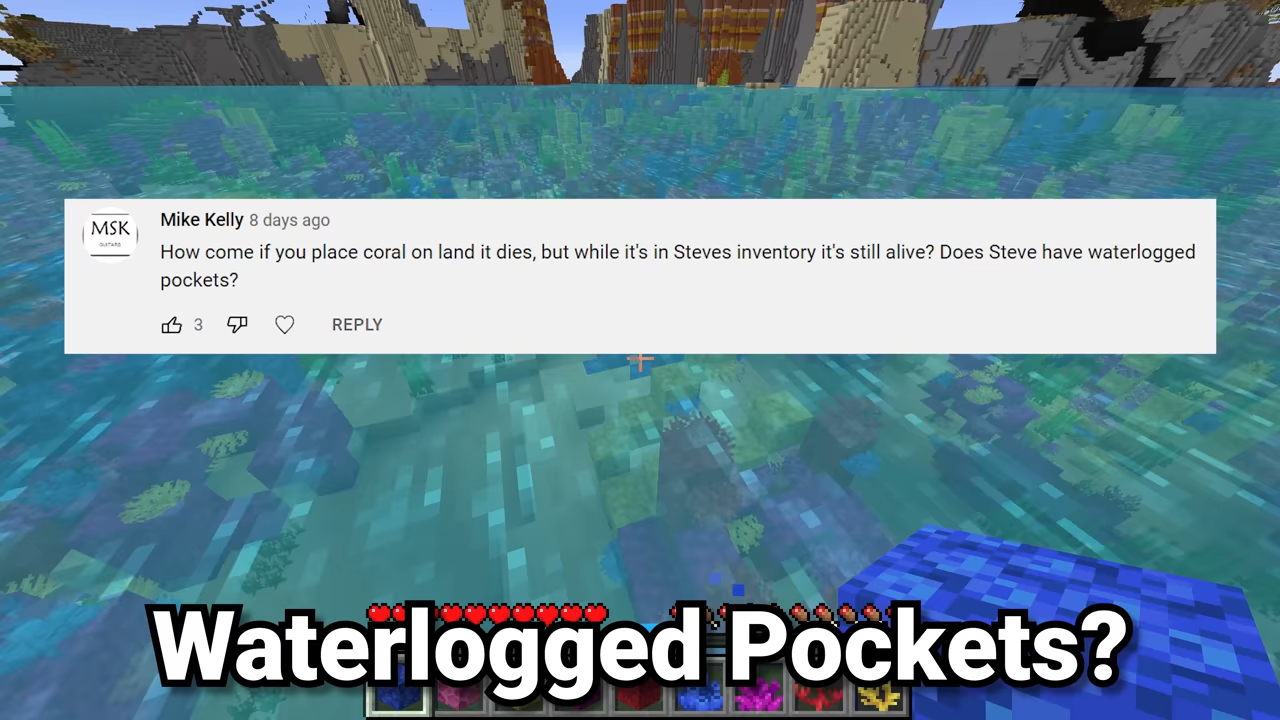 MSK
GUITARS
Mike Kelly 8 days ago
How come if you place coral on land it dies, but while it's in Steves inventory it's still alive? Does Steve have waterlogged
pockets?
3
REPLY
Waterlogged Pockets?